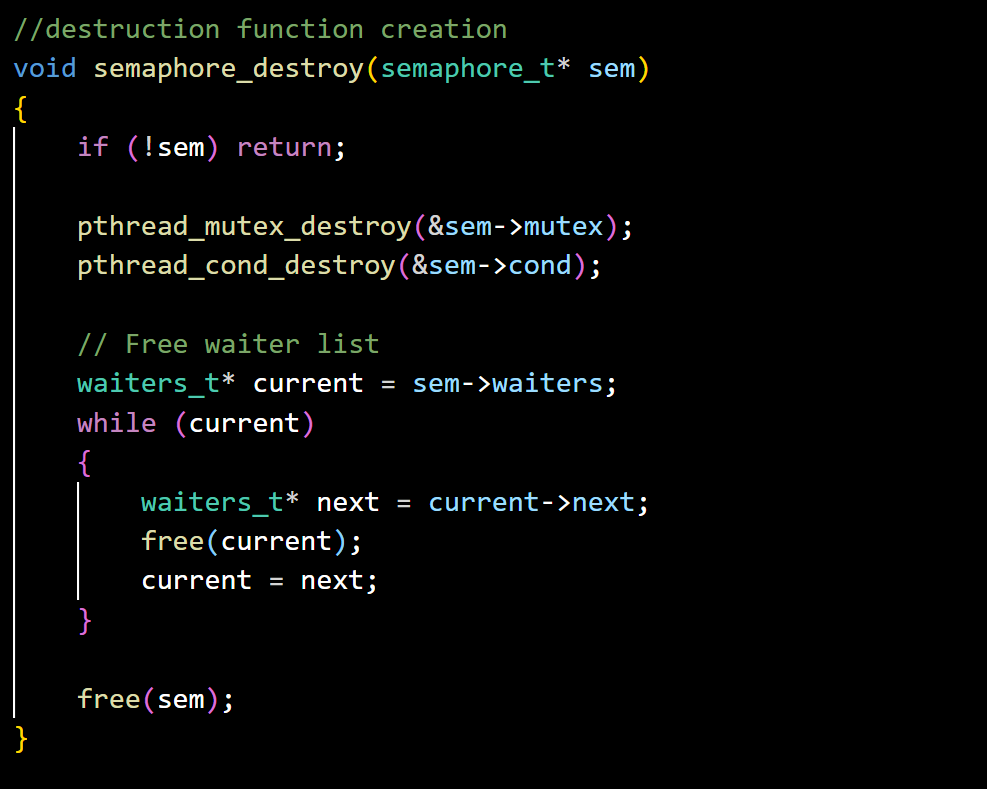 //destruction function creation
void semaphore_destroy(semaphore_t* sem)
{
    if (!sem) return;

    pthread_mutex_destroy(&sem->mutex);
    pthread_cond_destroy(&sem->cond);

    // Free waiter list
    waiters_t* current = sem->waiters;
    while (current)
    {
        waiters_t* next = current->next;
        free(current);
        current = next;
    }

    free(sem);
}